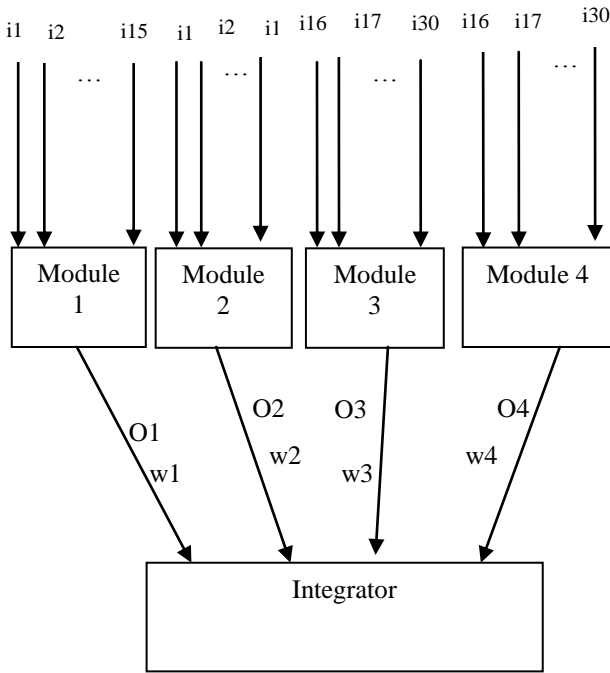 i1 i2 i15 i1 i2 i1 i16 i17 i30 i16 i17 i30
… … … …
Module
1
Module
2
Module
3
Module 4
O1
w1
O2
w2
O3
w3
O4
w4
Integrator